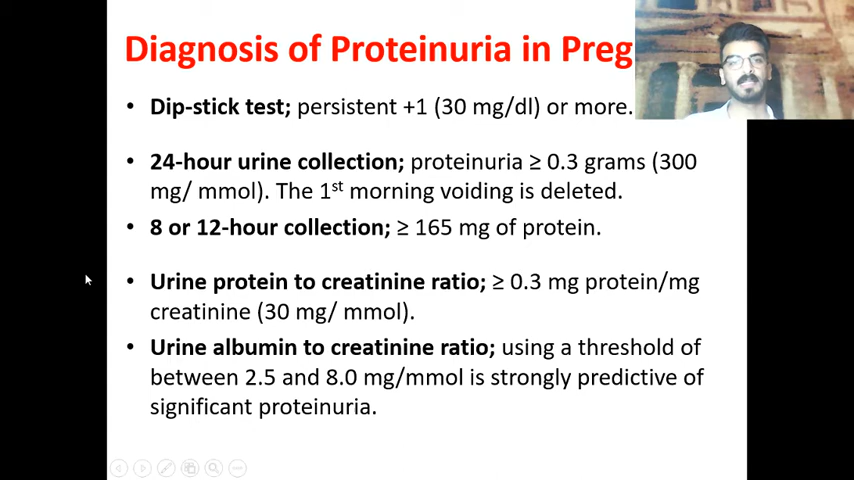 Diagnosis of Proteinuria in Preg
• Dip-stick test; persistent +1 (30 mg/dl) or more.
• 24-hour urine collection; proteinuria ≥ 0.3 grams (300
mg/ mmol). The 1st morning voiding is deleted.
• 8 or 12-hour collection; ≥ 165 mg of protein.
• Urine protein to creatinine ratio; ≥ 0.3 mg protein/mg
creatinine (30 mg/ mmol).
• Urine albumin to creatinine ratio; using a threshold of
between 2.5 and 8.0 mg/mmol is strongly predictive of
significant proteinuria.